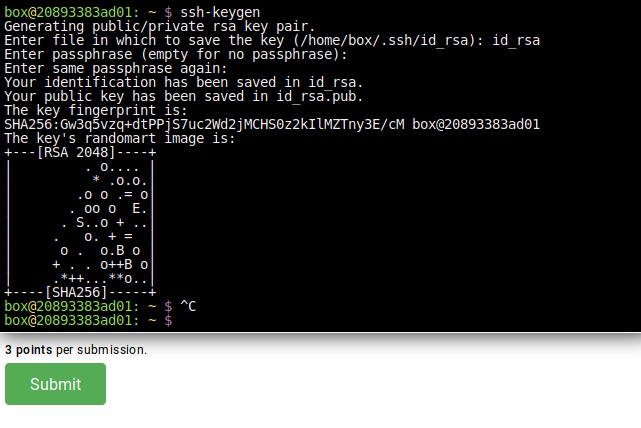 box@20893383ad01: ~ $ ssh-keygen
Generating public/private rsa key pair.
Enter file in which to save the key (/home/box/.ssh/id_rsa): id_rsa
Enter passphrase (empty for no passphrase):
Enter same passphrase again:
Your identification has been saved in id_rsa.
Your public key has been saved in id_rsa.pub.
The key fingerprint is:
SHA256:Gw3q5vzq+dtPPjS7uc2Wd2jMCHS0z2kIlMZTny3E/cM box@20893383ad01
The key's randomart image is:
+---[RSA 2048]----+
|         . o.... |
|          * .o.o.|
|        .o o .= o|
|       . oo o  E.|
|      . S..o + ..|
|     .   o. + =  |
|      o .  o.B o |
|     + . . o++B o|
|     .*++...**o..|
+----[SHA256]-----+
box@20893383ad01: ~ $ ^C
box@20893383ad01: ~ $
3 points per submission.
Submit